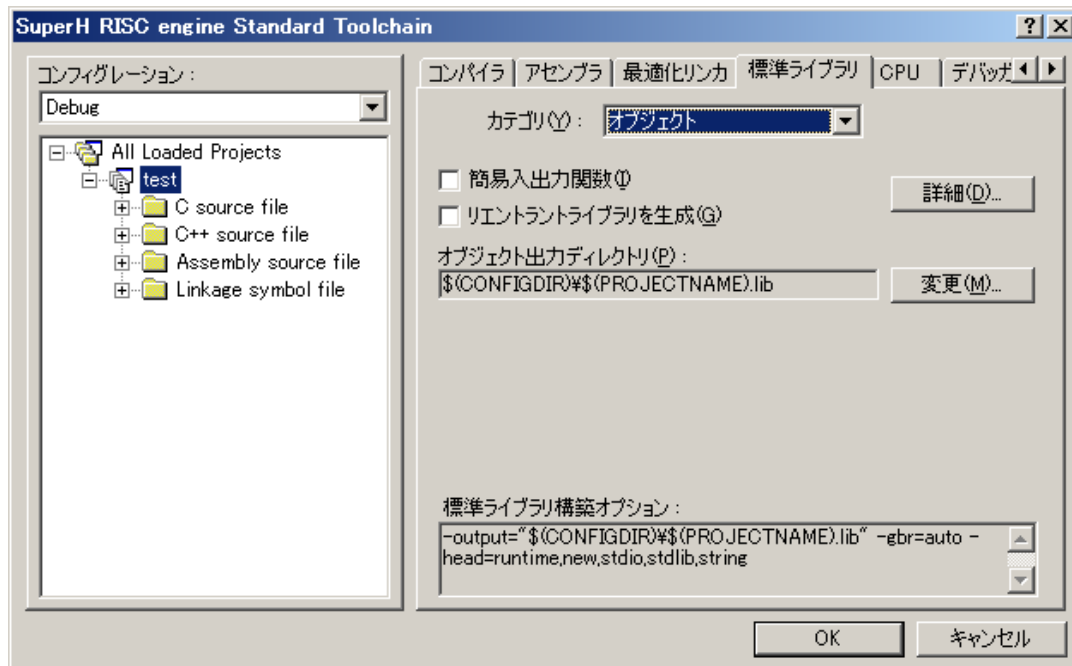 SuperH RISC engine Standard Toolchain
コンフィグレーション :
Debug
All Loaded Projects
test
C source file
C++ source file
Assembly source file
Linkage symbol file
コンパイラ アセンブラ 最適化リンカ 標準ライブラリ CPU デバッガ
カテゴリ(Y) : オブジェクト
簡易入出力関数(I)
リエントラントライブラリを生成(G)
詳細(D)...
オブジェクト出力ディレクトリ(P) :
$(CONFIGDIR)¥$(PROJECTNAME).lib
変更(M)...
標準ライブラリ構築オプション :
-output="$(CONFIGDIR)¥$(PROJECTNAME).lib" -gbr=auto -
head=runtime,new,stdio,stdlib,string
OK キャンセル